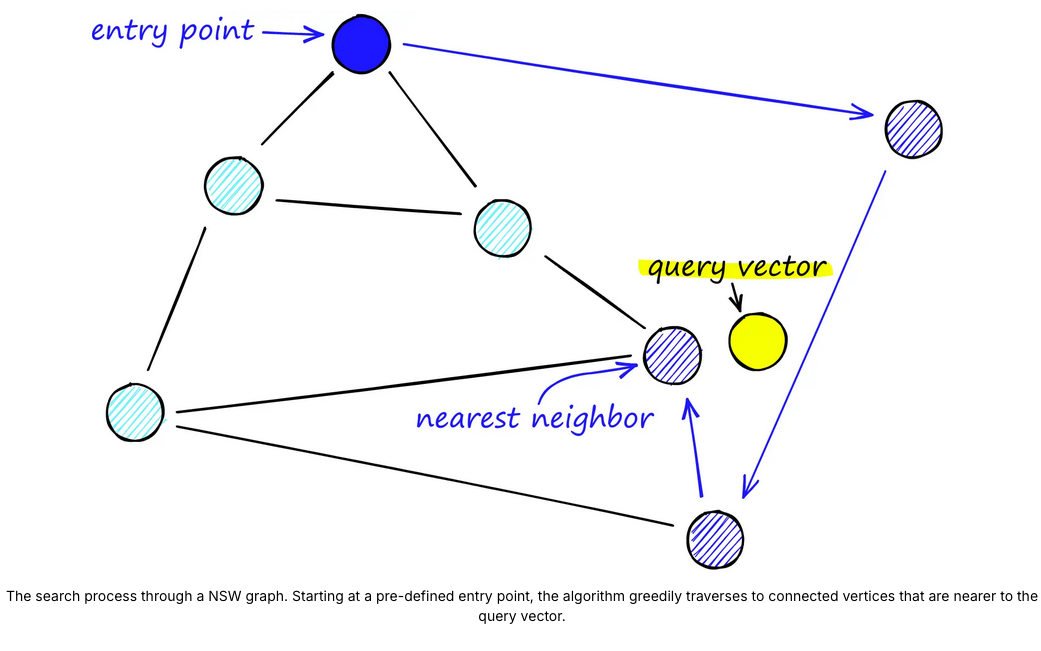 entry point
query vector
nearest neighbor
The search process through a NSW graph. Starting at a pre-defined entry point, the algorithm greedily traverses to connected vertices that are nearer to the
query vector.